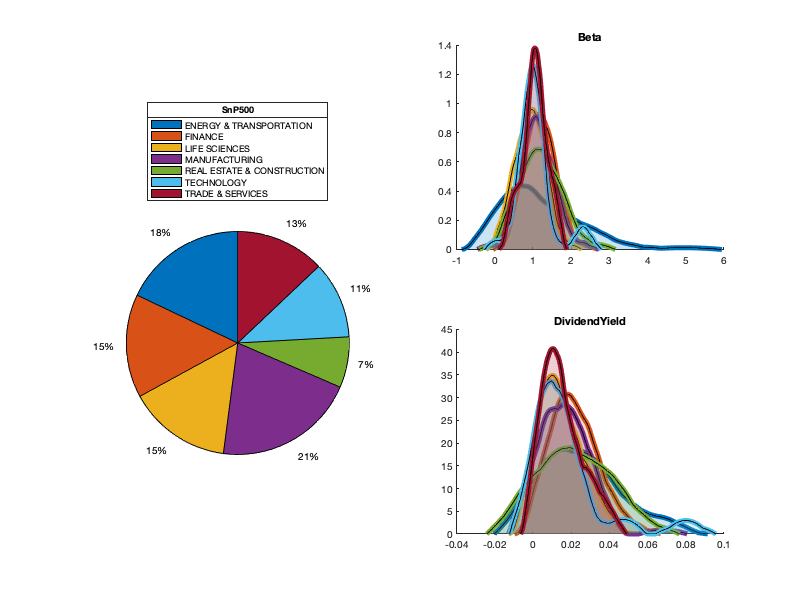 SnP500
ENERGY & TRANSPORTATION
FINANCE
LIFE SCIENCES
MANUFACTURING
REAL ESTATE & CONSTRUCTION
TECHNOLOGY
TRADE & SERVICES
18%
13%
11%
15%
7%
15%
21%
Beta
1.4
1.2
1
0.8
0.6
0.4
0.2
0
-1 0 1 2 3 4 5 6
DividendYield
45
40
35
30
25
20
15
10
5
0
-0.04 -0.02 0 0.02 0.04 0.06 0.08 0.1